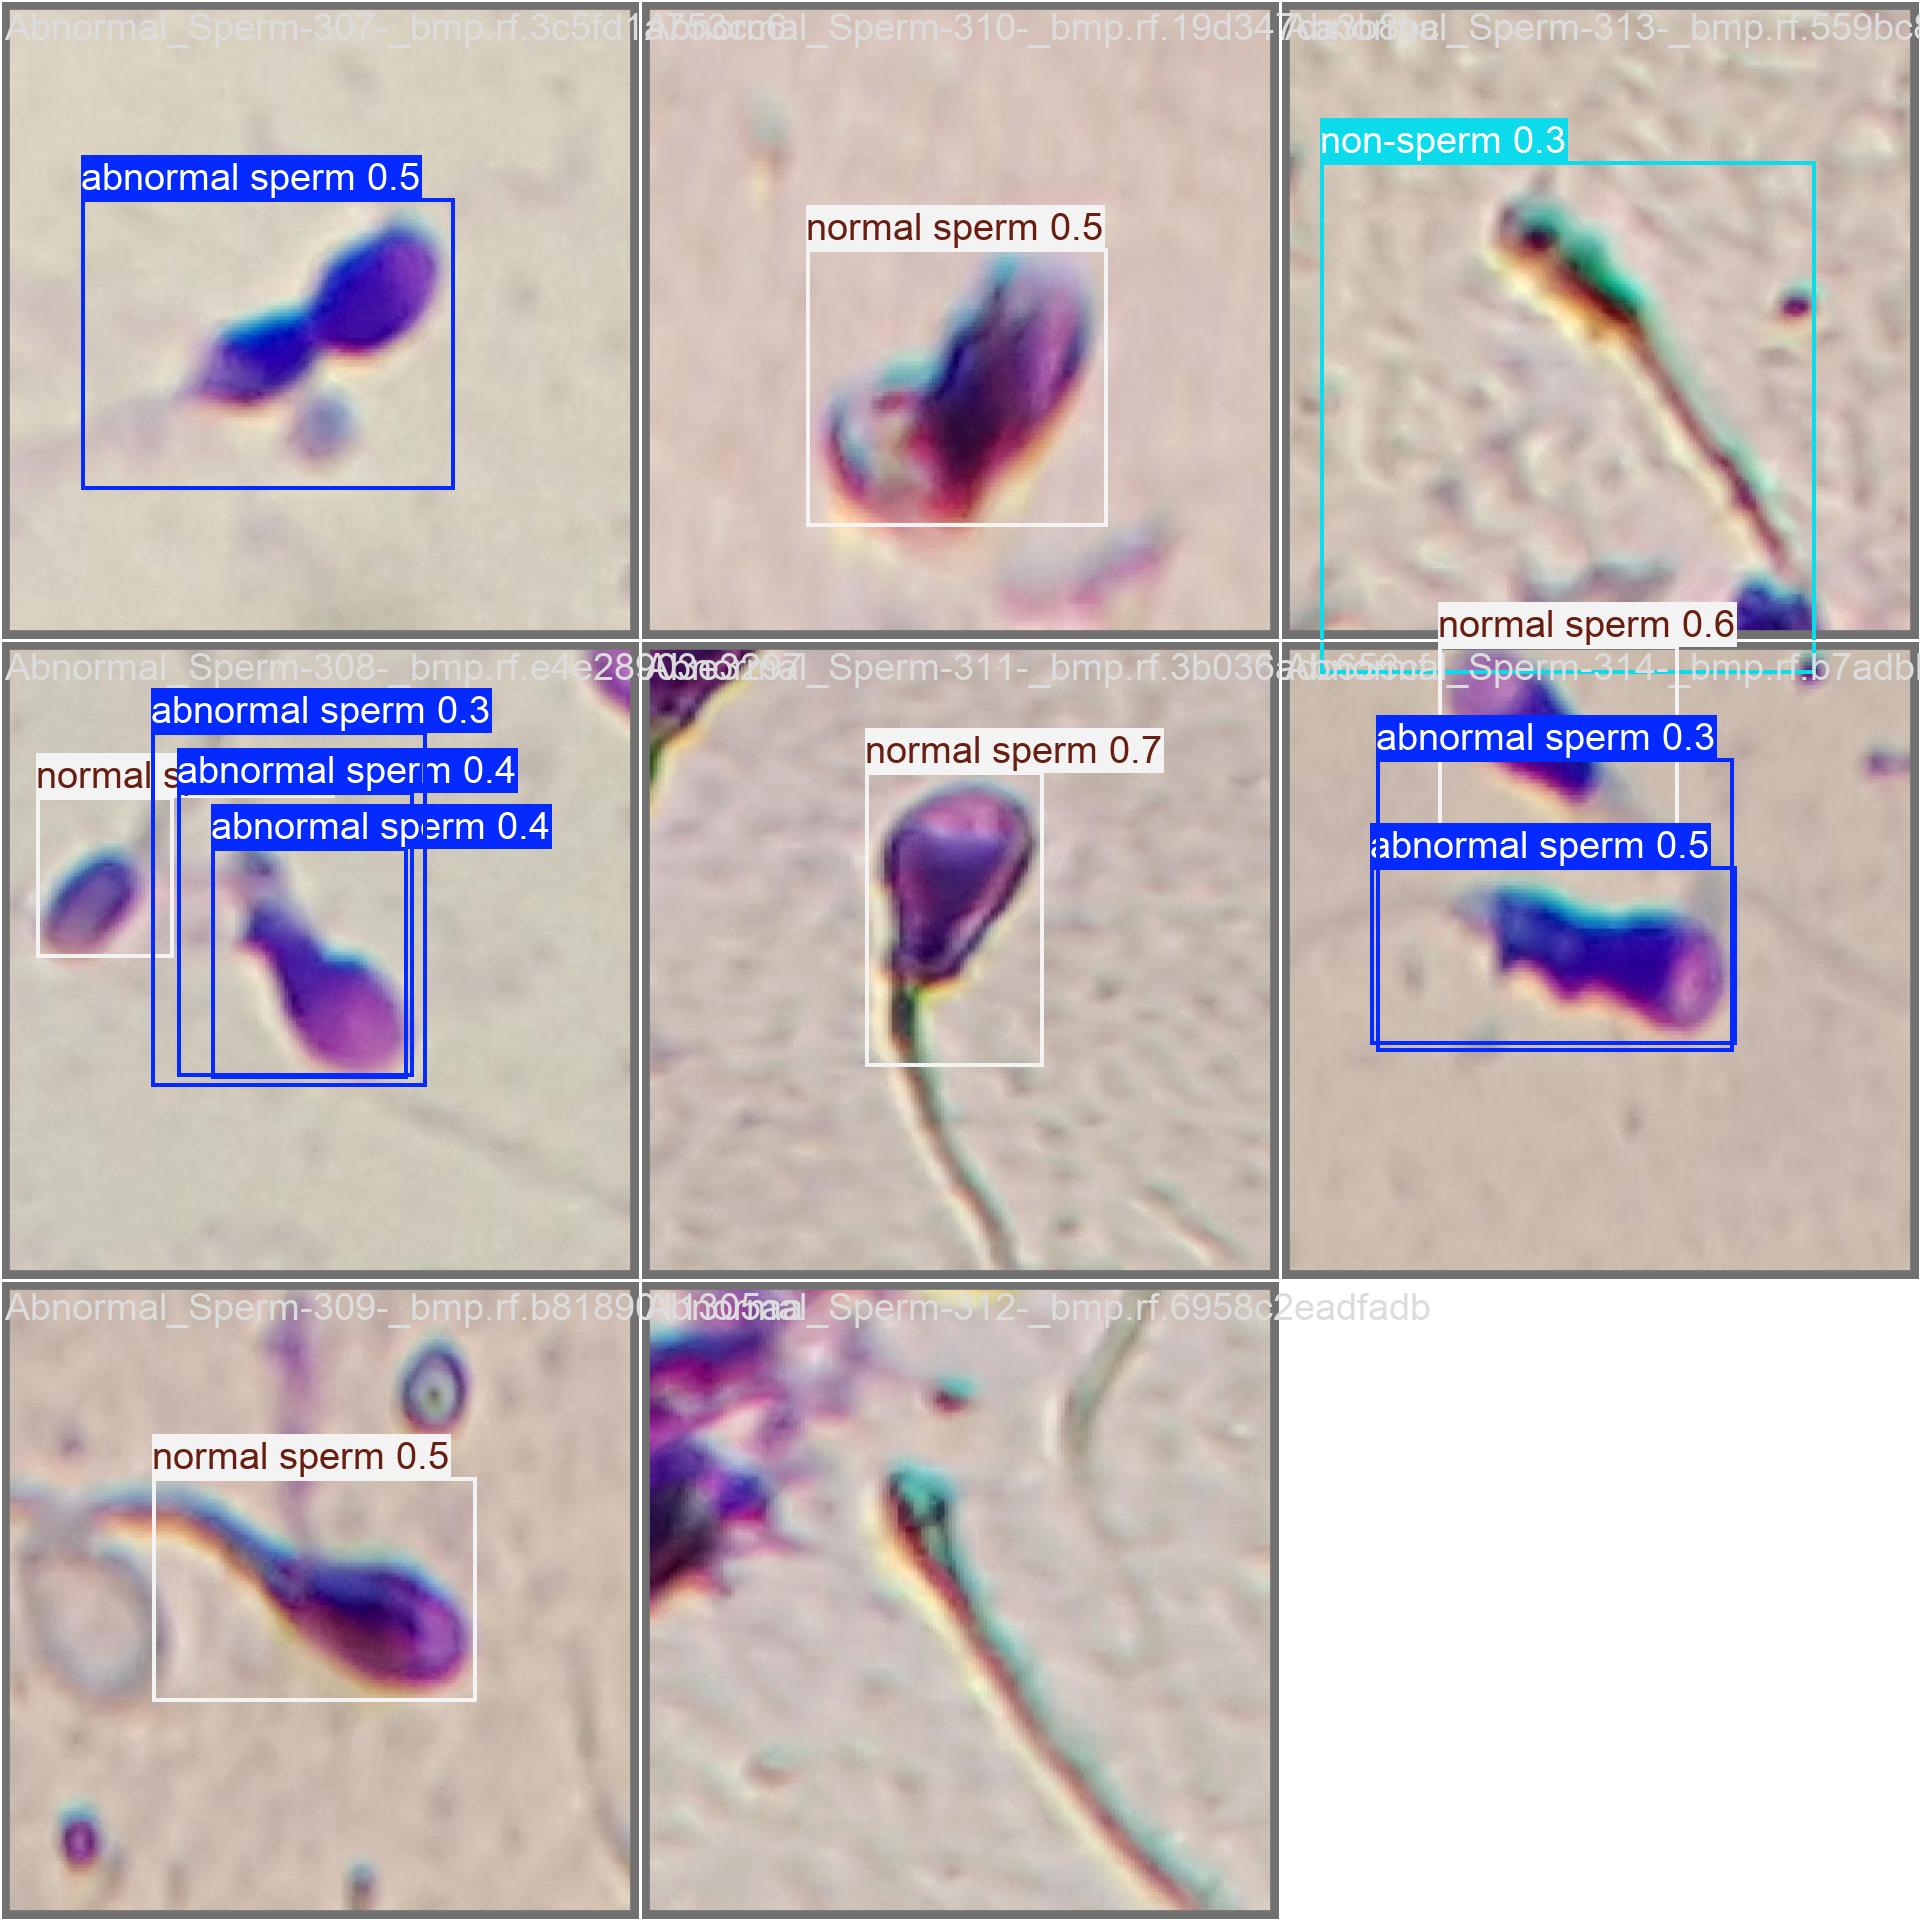 Abnormal_Sperm-307-_bmp.rf.3c5fd1
Abnormal_Sperm-310-_bmp.rf.19d347
Abnormal_Sperm-313-_bmp.rf.559bc
abnormal sperm 0.5
normal sperm 0.5
non-sperm 0.3
Abnormal_Sperm-308-_bmp.rf.e4e289
Abnormal_Sperm-311-_bmp.rf.3b036a
Abnormal_Sperm-314-_bmp.rf.b7adb
abnormal sperm 0.3
normal
abnormal sperm 0.4
abnormal sperm 0.4
normal sperm 0.7
normal sperm 0.6
abnormal sperm 0.3
abnormal sperm 0.5
Abnormal_Sperm-309-_bmp.rf.b81890
Abnormal_Sperm-312-_bmp.rf.6958c2eadfadb
normal sperm 0.5